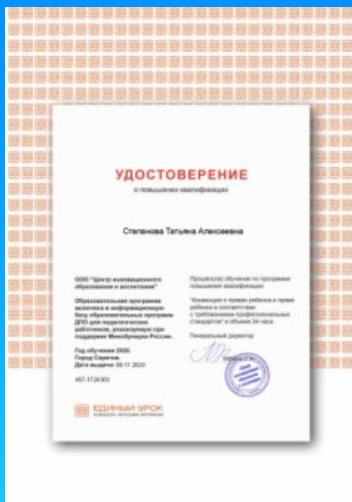 УДОСТОВЕРЕНИЕ
о повышении квалификации
Степанова Татьяна Алексеевна
ООО "Центр инновационного
образования и воспитания"
Образовательная программа
включена в информационную
базу образовательных программ
ДПО для педагогических
работников, реализуемую при
поддержке Минобрнауки России.
Год обучения 2020.
Город Саратов.
Дата выдачи: 09.11.2020
457-1724303
Прошел(а) обучение по программе
повышения квалификации
"Конвенция о правах ребенка и права
ребенка в соответствии
с требованиями профессиональных
стандартов" в объеме 34 часа.
Генеральный директор
ЕДИНЫЙ УРОК